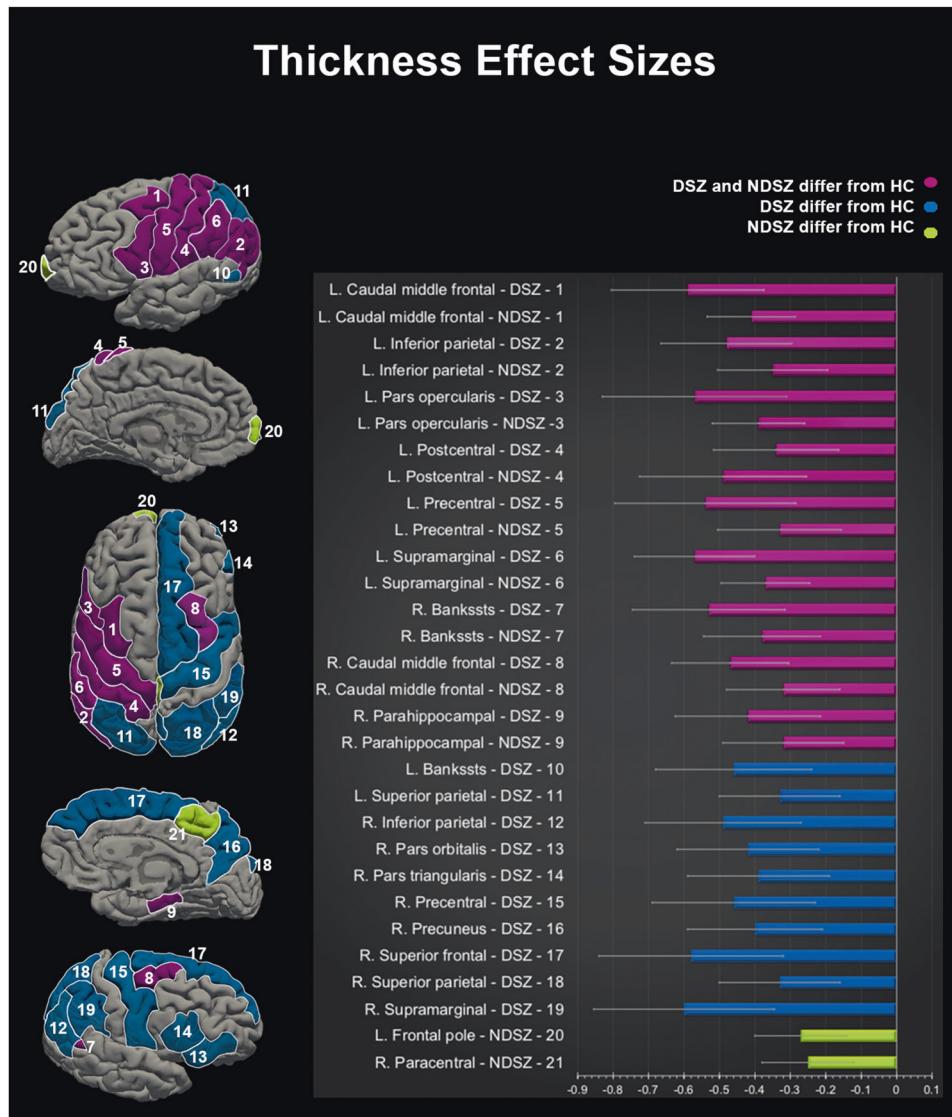 Thickness Effect Sizes
DSZ and NDSZ differ from HC
DSZ differ from HC
NDSZ differ from HC
11
1
5
6
2
4
3
10
20
4
5
11
20
20
13
14
17
3
8
1
5
15
6
19
4
2
11
18
12
17
21
16
18
9
17
18
15
8
19
14
12
7
13
L. Caudal middle frontal - DSZ - 1
L. Caudal middle frontal - NDSZ - 1
L. Inferior parietal - DSZ - 2
L. Inferior parietal - NDSZ - 2
L. Pars opercularis - DSZ - 3
L. Pars opercularis - NDSZ -3
L. Postcentral - DSZ - 4
L. Postcentral - NDSZ - 4
L. Precentral - DSZ - 5
L. Precentral - NDSZ - 5
L. Supramarginal - DSZ - 6
L. Supramarginal - NDSZ - 6
R. Bankssts - DSZ - 7
R. Bankssts - NDSZ - 7
R. Caudal middle frontal - DSZ - 8
R. Caudal middle frontal - NDSZ - 8
R. Parahippocampal - DSZ - 9
R. Parahippocampal - NDSZ - 9
L. Bankssts - DSZ - 10
L. Superior parietal - DSZ - 11
R. Inferior parietal - DSZ - 12
R. Pars orbitalis - DSZ - 13
R. Pars triangularis - DSZ - 14
R. Precentral - DSZ - 15
R. Precuneus - DSZ - 16
R. Superior frontal - DSZ - 17
R. Superior parietal - DSZ - 18
R. Supramarginal - DSZ - 19
L. Frontal pole - NDSZ - 20
R. Paracentral - NDSZ - 21
-0.9 -0.8 -0.7 -0.6 -0.5 -0.4 -0.3 -0.2 -0.1 0 0.1